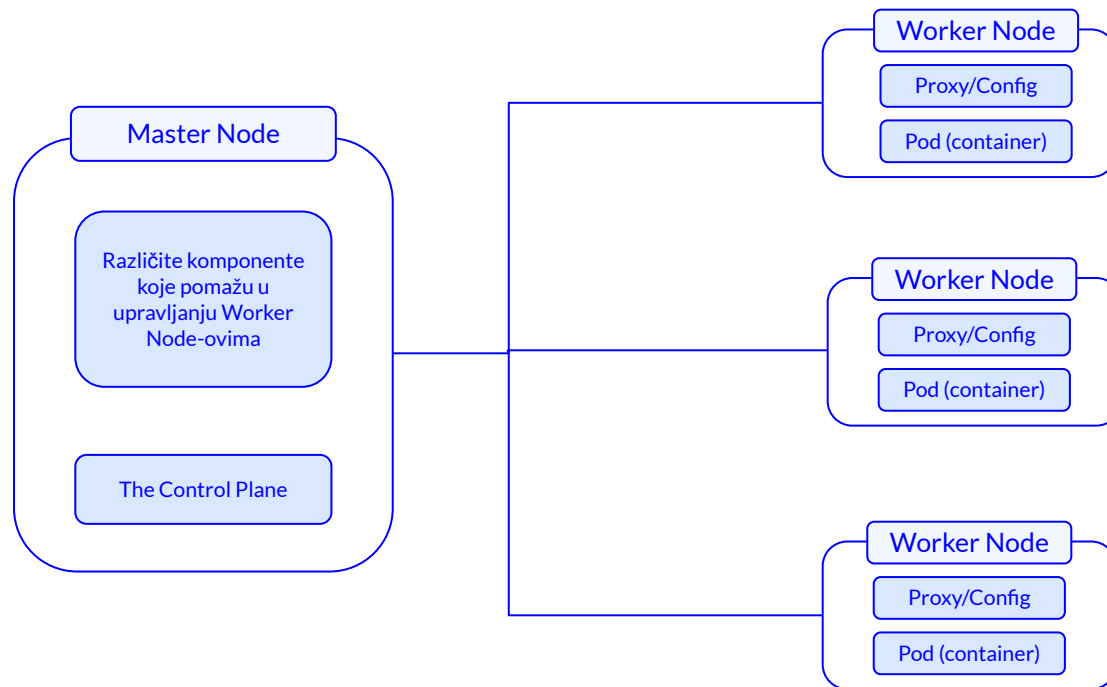 Master Node
Različite komponente
koje pomažu u
upravljanju Worker
Node-ovima
The Control Plane
Worker Node
Proxy/Config
Pod (container)
Worker Node
Proxy/Config
Pod (container)
Worker Node
Proxy/Config
Pod (container)